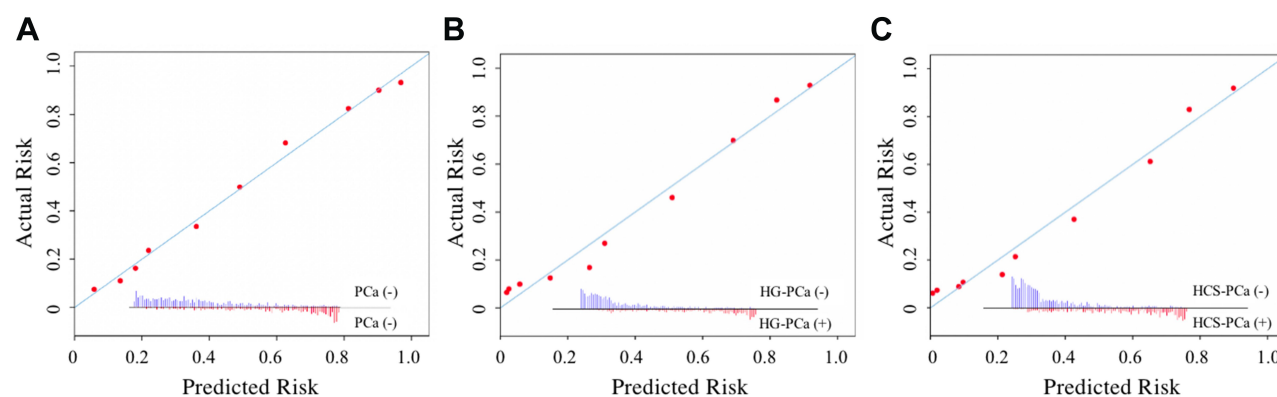 A
Actual Risk
1.0
0.8
0.6
0.4
0.2
0
PCa (-)
PCa (-)
0 0.2 0.4 0.6 0.8 1.0
Predicted Risk
B
Actual Risk
1.0
0.8
0.6
0.4
0.2
0
HG-PCa (-)
HG-PCa (+)
0 0.2 0.4 0.6 0.8 1.0
Predicted Risk
C
Actual Risk
1.0
0.8
0.6
0.4
0.2
0
HCS-PCa (-)
HCS-PCa (+)
0 0.2 0.4 0.6 0.8 1.0
Predicted Risk